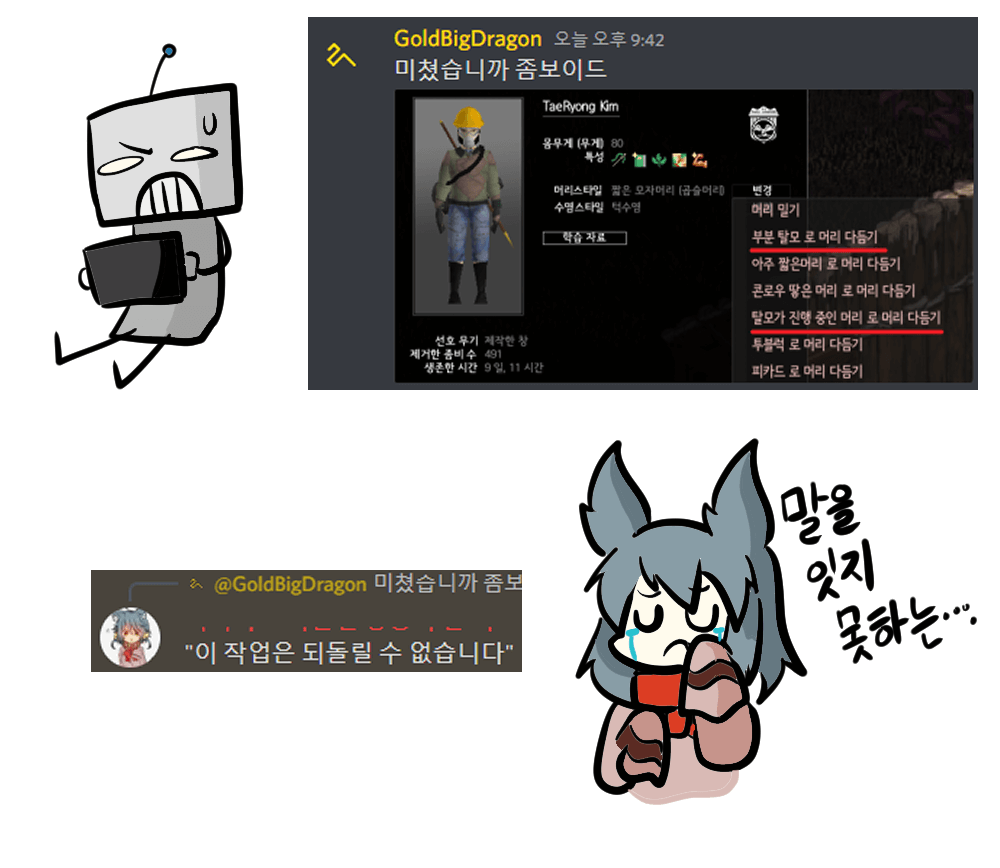 GoldBigDragon 오늘 오후 9:42
미쳤습니까 좀보이드
TaeRyong Kim
몸무게 (무게) 80
특성
머리스타일 짧은 모자머리 (곱슬머리) 변경
수염스타일 턱수염
학습 자료
머리 밀기
부분 탈모 로 머리 다듬기
아주 짧은머리 로 머리 다듬기
콘로우 땋은 머리 로 머리 다듬기
탈모가 진행 중인 머리 로 머리 다듬기
투블럭 로 머리 다듬기
피카드 로 머리 다듬기
선호 무기 제작한 창
제거한 좀비 수 491
생존한 시간 9 일, 11 시간
말을
잇지
못하는...
@GoldBigDragon 미쳤습니까 좀보
"이 작업은 되돌릴 수 없습니다"